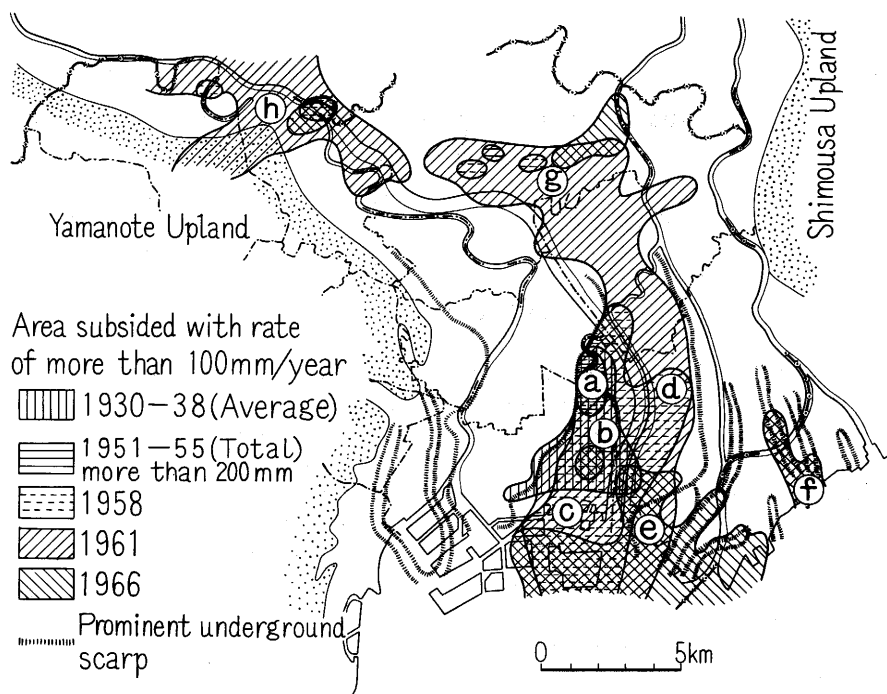 Yamanote Upland
Shimousa Upland
h
g
a
d
b
f
c
e
Area subsided with rate
of more than 100mm/year
1930-38(Average)
1951-55(Total)
more than 200mm
1958
1961
1966
Prominent underground
scarp
0 5km